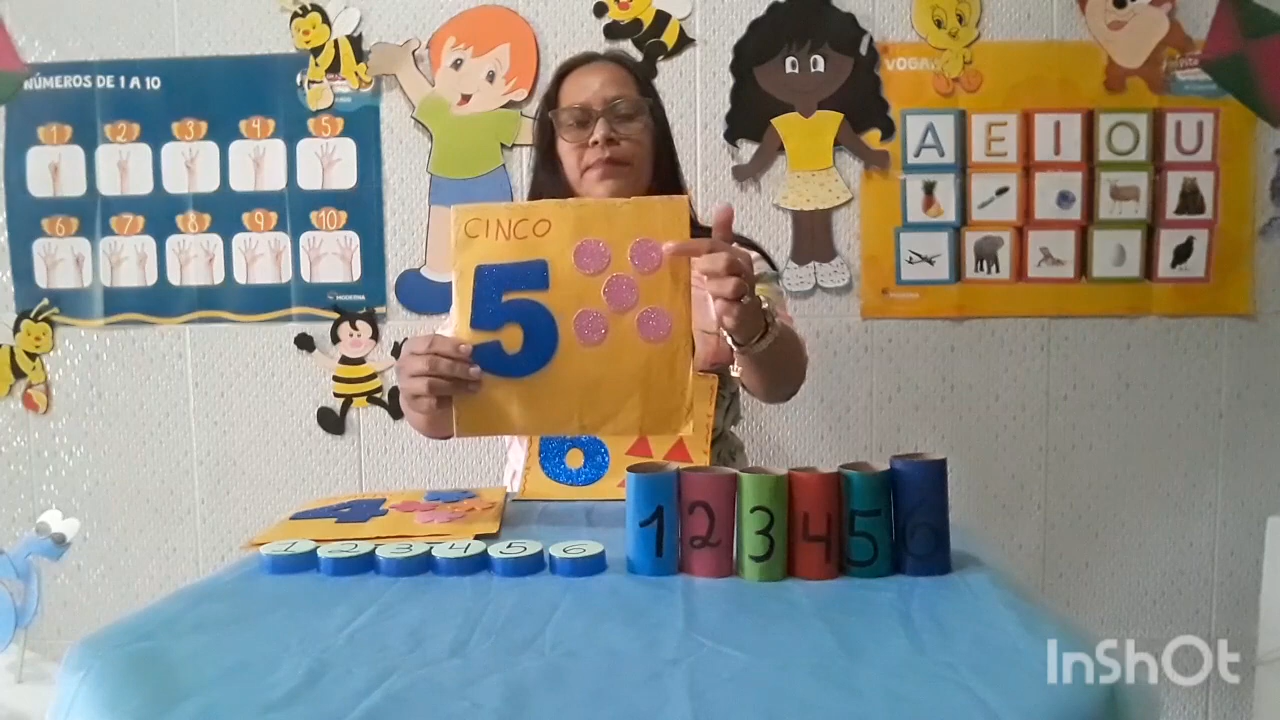 NÚMEROS DE 1 A 10
1 2 3 4 5
6 7 8 9 10
MODERNA
CINCO
5
6
4
1 2 3 4 5 6
1 2 3 4 5 6
A E I O U
InShOt